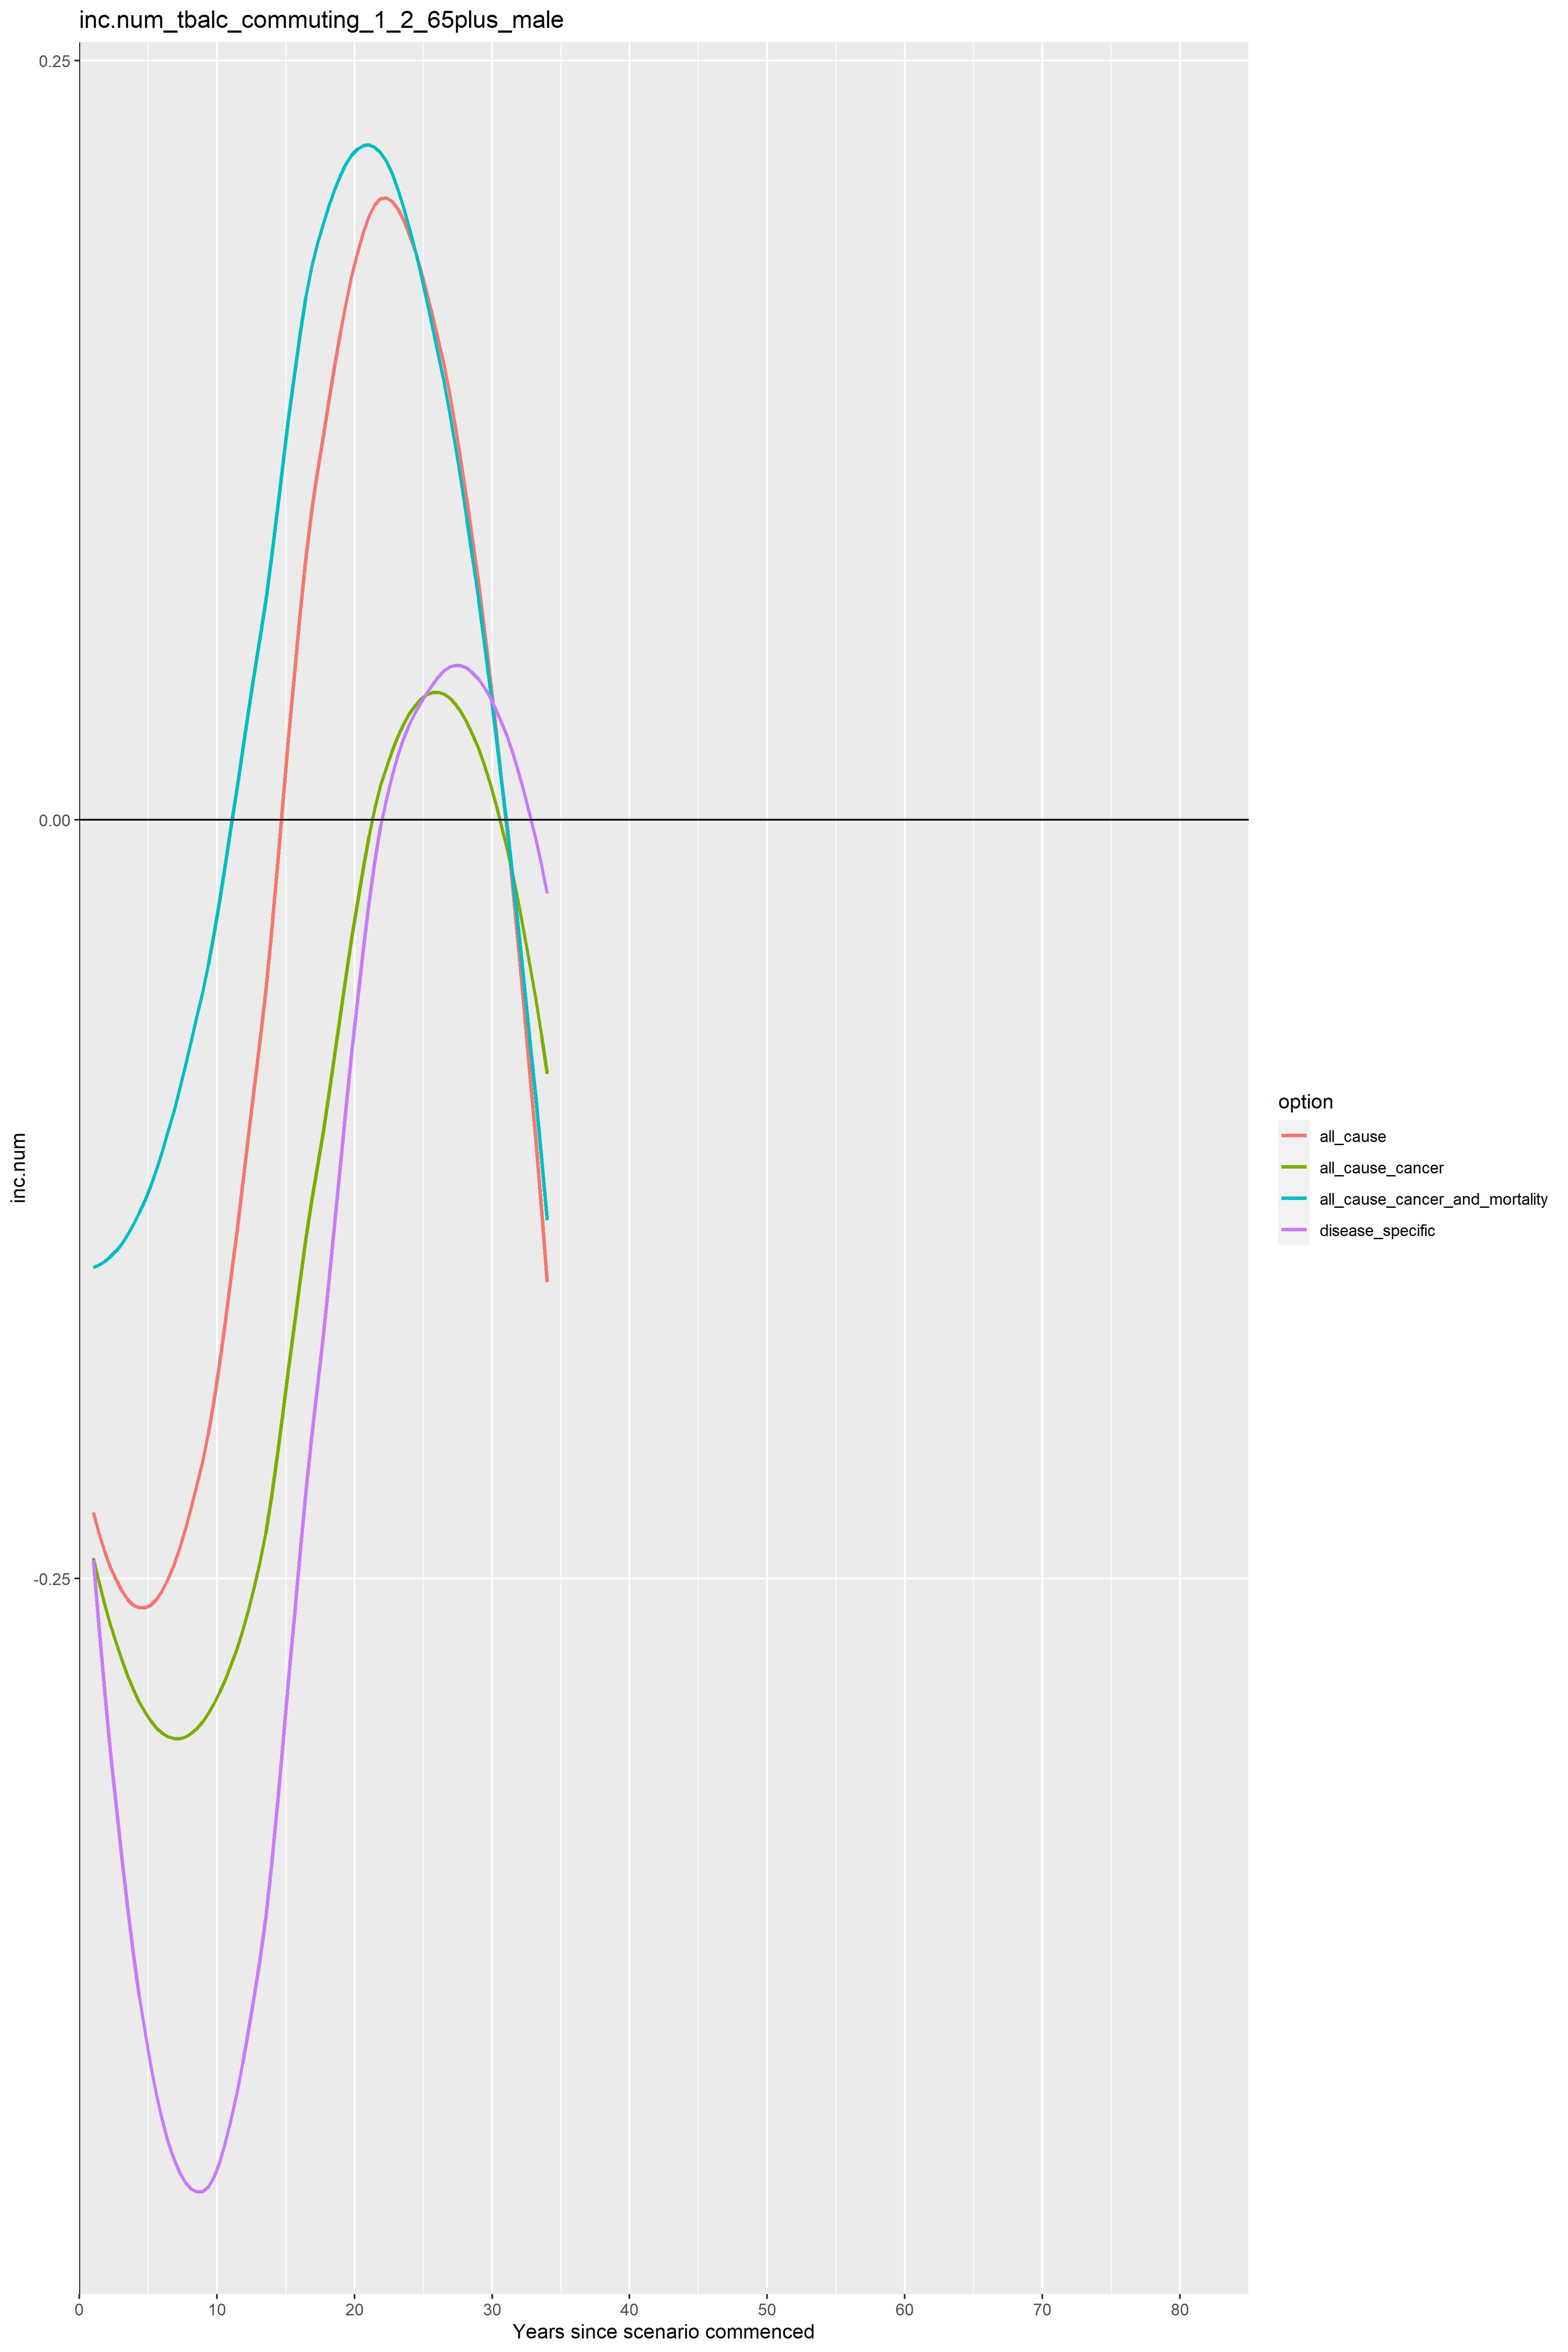 inc.num_tbalc_commuting_1_2_65plus_male
0.25
0.00
-0.25
inc.num
0 10 20 30 40 50 60 70 80
Years since scenario commenced
option
all_cause
all_cause_cancer
all_cause_cancer_and_mortality
disease_specific